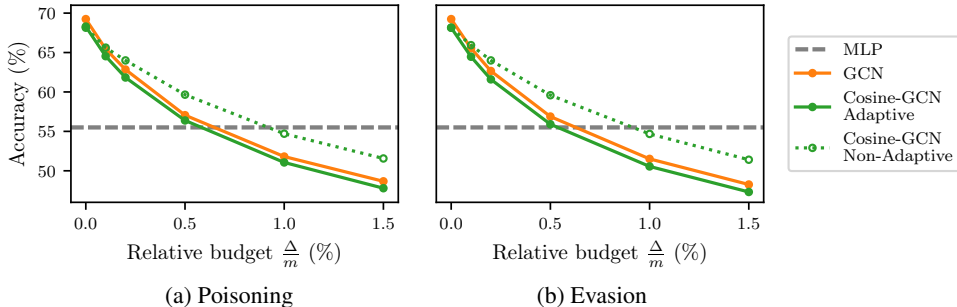 70
65
60
55
50
Accuracy (%)
0.0 0.5 1.0 1.5
Relative budget Δ/m (%)
(a) Poisoning
0.0 0.5 1.0 1.5
Relative budget Δ/m (%)
(b) Evasion
MLP
GCN
Cosine-GCN
Adaptive
Cosine-GCN
Non-Adaptive